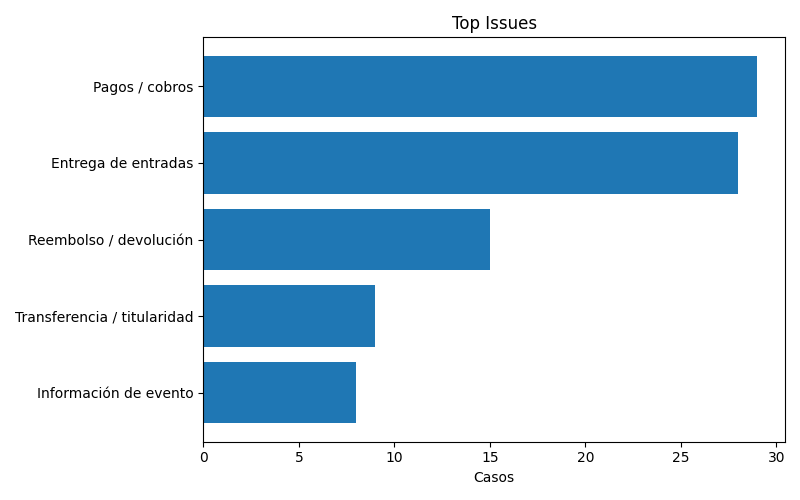 Top Issues
Pagos / cobros
Entrega de entradas
Reembolso / devolución
Transferencia / titularidad
Información de evento
0 5 10 15 20 25 30
Casos